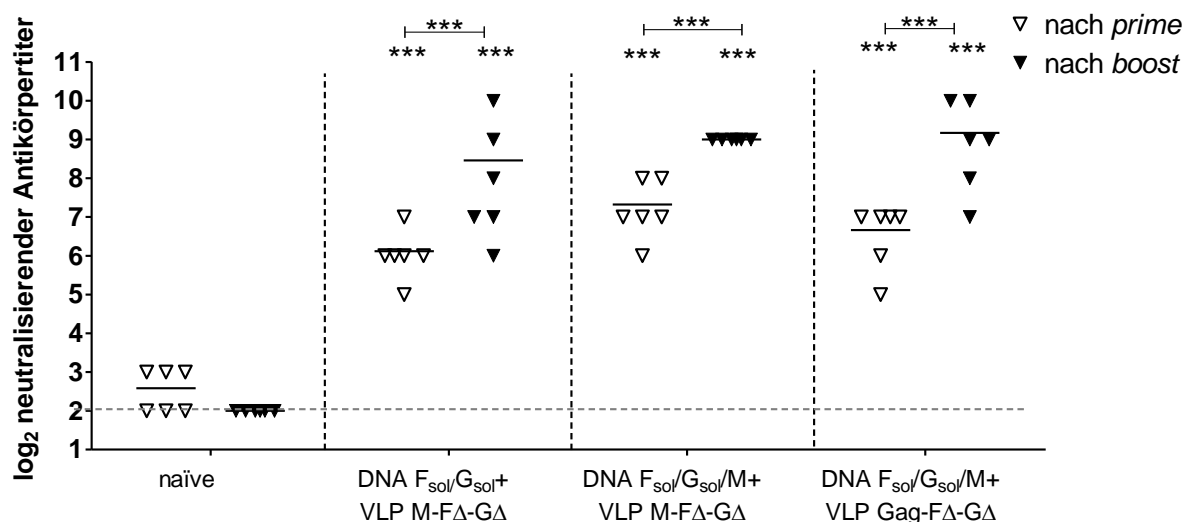 *** *** ***
*** *** *** *** *** ***
nach prime
nach boost
log₂ neutralisierender Antikörpertiter
11
10
9
8
7
6
5
4
3
2
1
naïve
DNA Fsol/Gsol+
VLP M-FΔ-GΔ
DNA Fsol/Gsol/M+
VLP M-FΔ-GΔ
DNA Fsol/Gsol/M+
VLP Gag-FΔ-GΔ